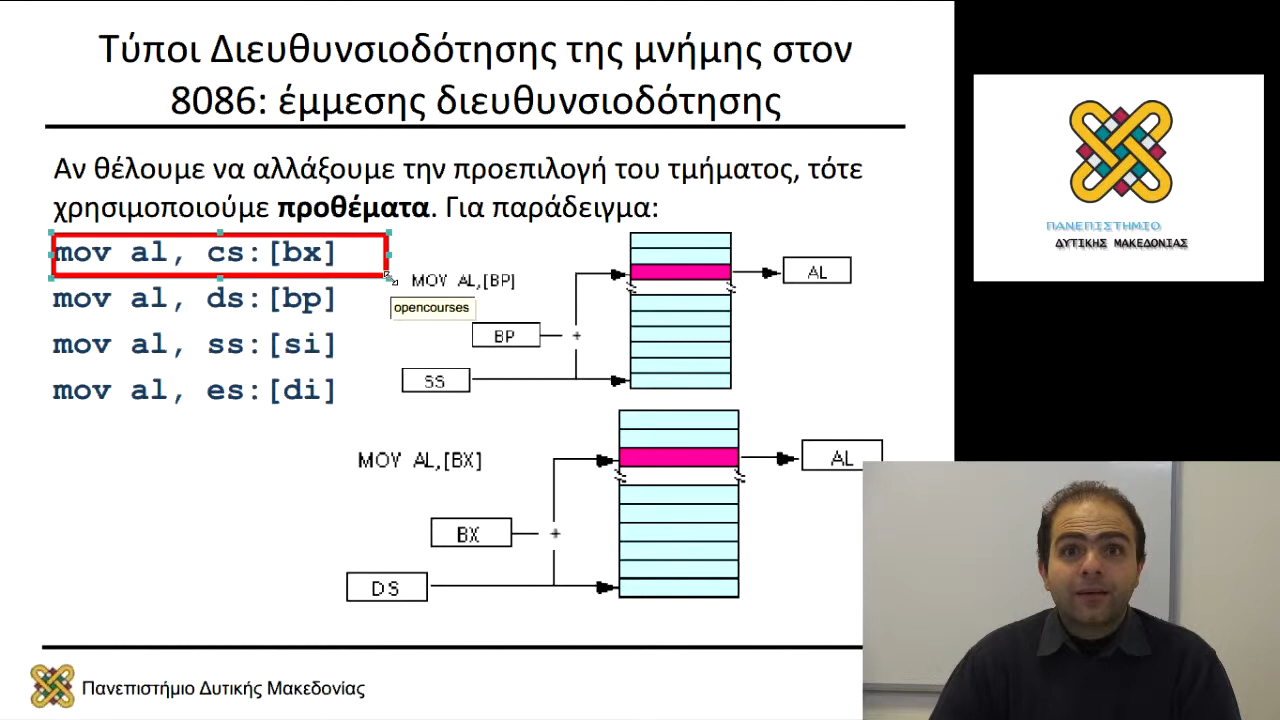 Τύποι Διευθυνσιοδότησης της μνήμης στον
8086: έμμεσης διευθυνσιοδότησης
Αν θέλουμε να αλλάξουμε την προεπιλογή του τμήματος, τότε
χρησιμοποιούμε προθέματα. Για παράδειγμα:
mov al, cs:[bx]
mov al, ds:[bp]
mov al, ss:[si]
mov al, es:[di]
MOV AL,[BP]
opencourses
BP
+
SS
AL
MOV AL,[BX]
BX
+
DS
AL
Πανεπιστήμιο Δυτικής Μακεδονίας
ΠΑΝΕΠΙΣΤΗΜΙΟ
ΔΥΤΙΚΗΣ ΜΑΚΕΔΟΝΙΑΣ